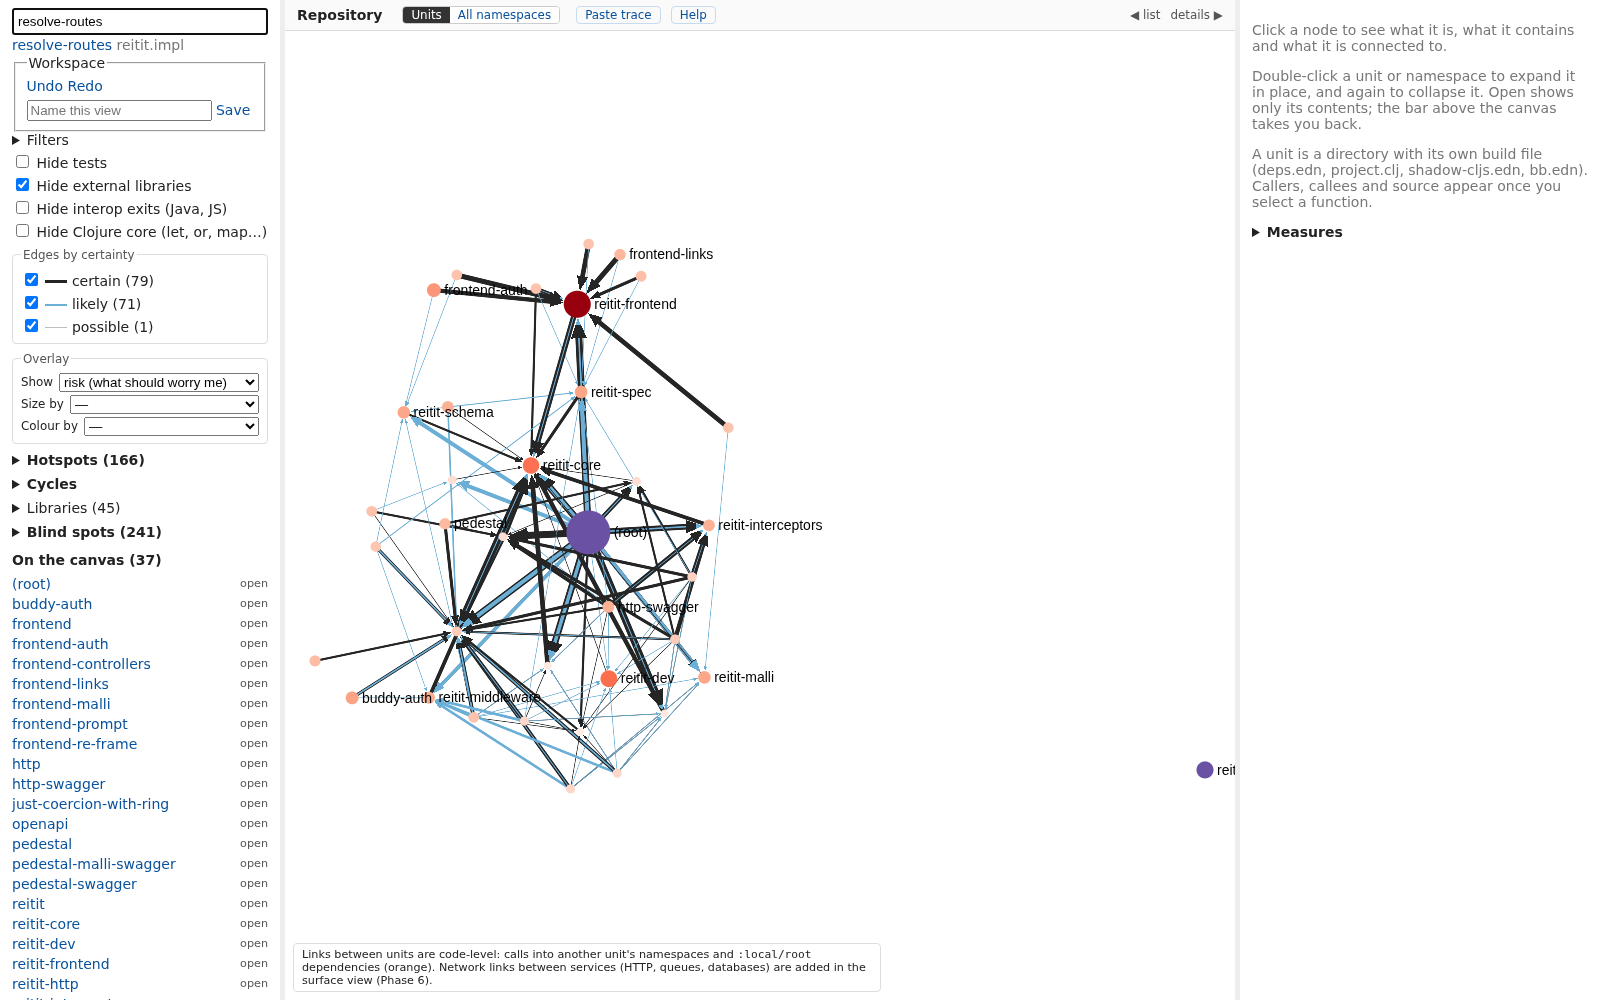 resolve-routes
resolve-routes reitit.impl
Workspace
Undo Redo
Name this view Save
Filters
Hide tests
Hide external libraries
Hide interop exits (Java, JS)
Hide Clojure core (let, or, map...)
Edges by certainty
certain (79)
likely (71)
possible (1)
Overlay
Show risk (what should worry me)
Size by —
Colour by —
Hotspots (166)
Cycles
Libraries (45)
Blind spots (241)
On the canvas (37)
(root) open
buddy-auth open
frontend open
frontend-auth open
frontend-controllers open
frontend-links open
frontend-malli open
frontend-prompt open
frontend-re-frame open
http open
http-swagger open
just-coercion-with-ring open
openapi open
pedestal open
pedestal-malli-swagger open
pedestal-swagger open
reitit open
reitit-core open
reitit-dev open
reitit-frontend open
reitit-http open
Repository Units All namespaces Paste trace Help ◀ list details ▶
frontend-links
frontend-auth
reitit-frontend
reitit-spec
reitit-schema
reitit-core
pedestal
reitit-interceptors
(root)
http-swagger
reitit-dev
reitit-malli
buddy-auth
reitit-middleware
reit
Links between units are code-level: calls into another unit's namespaces and :local/root
dependencies (orange). Network links between services (HTTP, queues, databases) are added in the
surface view (Phase 6).
Click a node to see what it is, what it contains
and what it is connected to.
Double-click a unit or namespace to expand it
in place, and again to collapse it. Open shows
only its contents; the bar above the canvas
takes you back.
A unit is a directory with its own build file
(deps.edn, project.clj, shadow-cljs.edn, bb.edn).
Callers, callees and source appear once you
select a function.
Measures